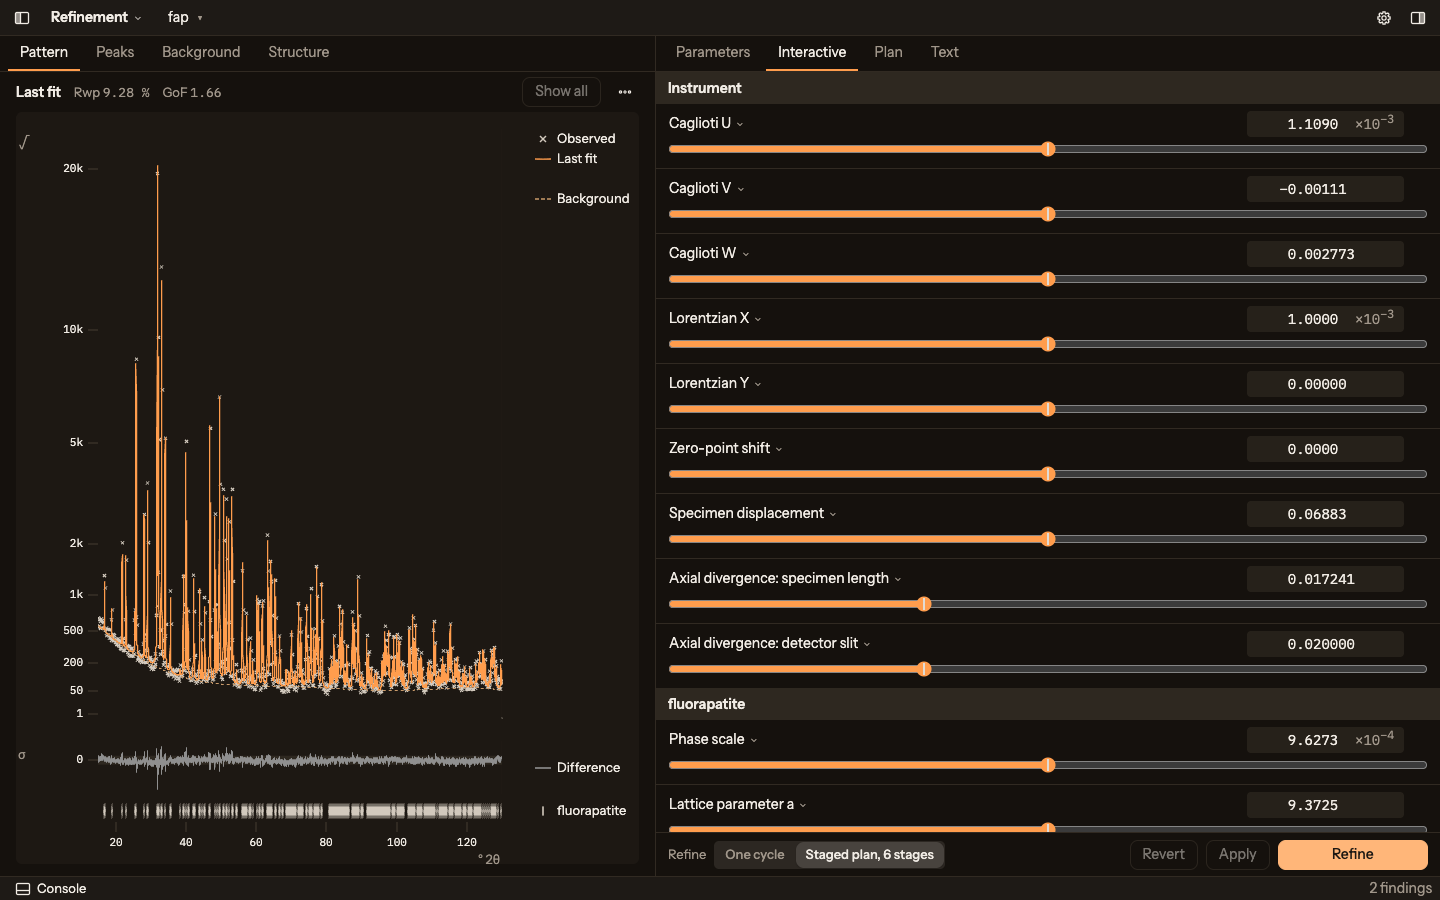 Refinement
fap
Pattern
Peaks
Background
Structure
Parameters
Interactive
Plan
Text
Last fit Rwp 9.28 % GoF 1.66
Show all
Instrument
Caglioti U
1.1090 ×10−3
Caglioti V
−0.00111
Caglioti W
0.002773
Lorentzian X
1.0000 ×10−3
Lorentzian Y
0.00000
Zero-point shift
0.0000
Specimen displacement
0.06883
Axial divergence: specimen length
0.017241
Axial divergence: detector slit
0.020000
fluorapatite
Phase scale
9.6273 ×10−4
Lattice parameter a
9.3725
√
20k
10k
5k
2k
1k
500
200
50
1
σ
0
Observed
Last fit
Background
Difference
fluorapatite
20 40 60 80 100 120
°2θ
Refine
One cycle
Staged plan, 6 stages
Revert
Apply
Refine
Console
2 findings